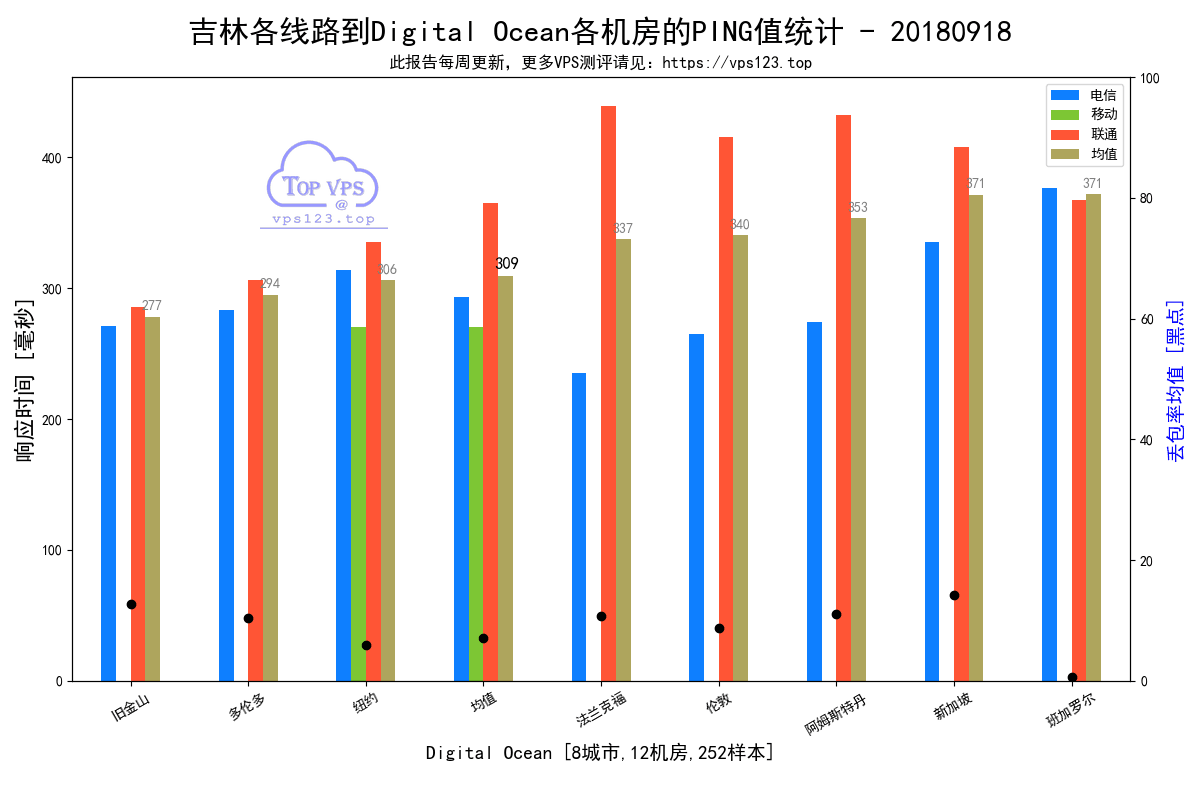 吉林各线路到Digital Ocean各机房的PING值统计 - 20180918
此报告每周更新，更多VPS测评请见：https://vps123.top
电信
移动
联通
均值
TOP VPS
@
vps123.top
响应时间 [毫秒]
400
300
200
100
0
277
294
306
309
337
340
353
371
371
100
80
60
40
20
0
丢包率均值 [黑点]
旧金山
多伦多
纽约
均值
法兰克福
伦敦
阿姆斯特丹
新加坡
班加罗尔
Digital Ocean [8城市,12机房,252样本]